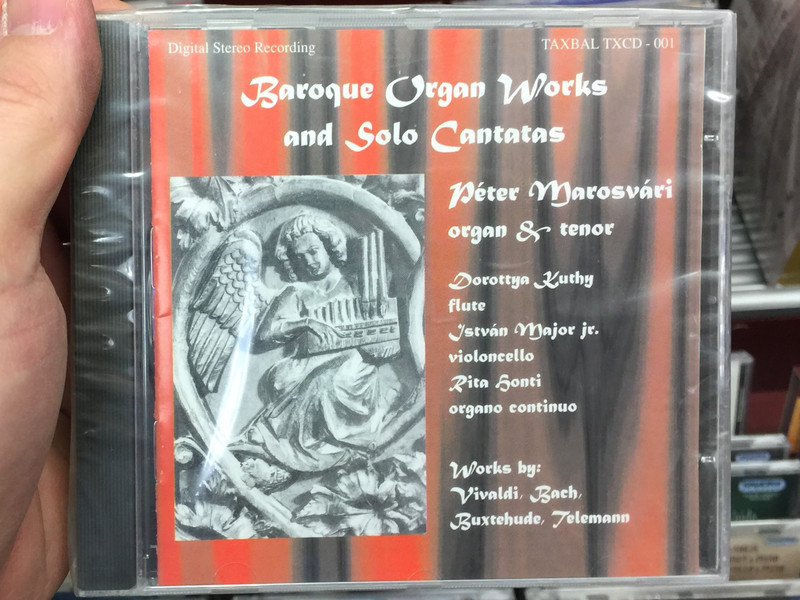 Digital Stereo Recording
TAXBAL TXCD - 001
Baroque Organ Works
and Solo Cantatas
Péter Marosvári
organ & tenor
Dorottya Kuthy
flute
István Major jr.
violoncello
Rita Honti
organo continuo
Works by:
Vivaldi, Bach,
Buxtehude, Telemann